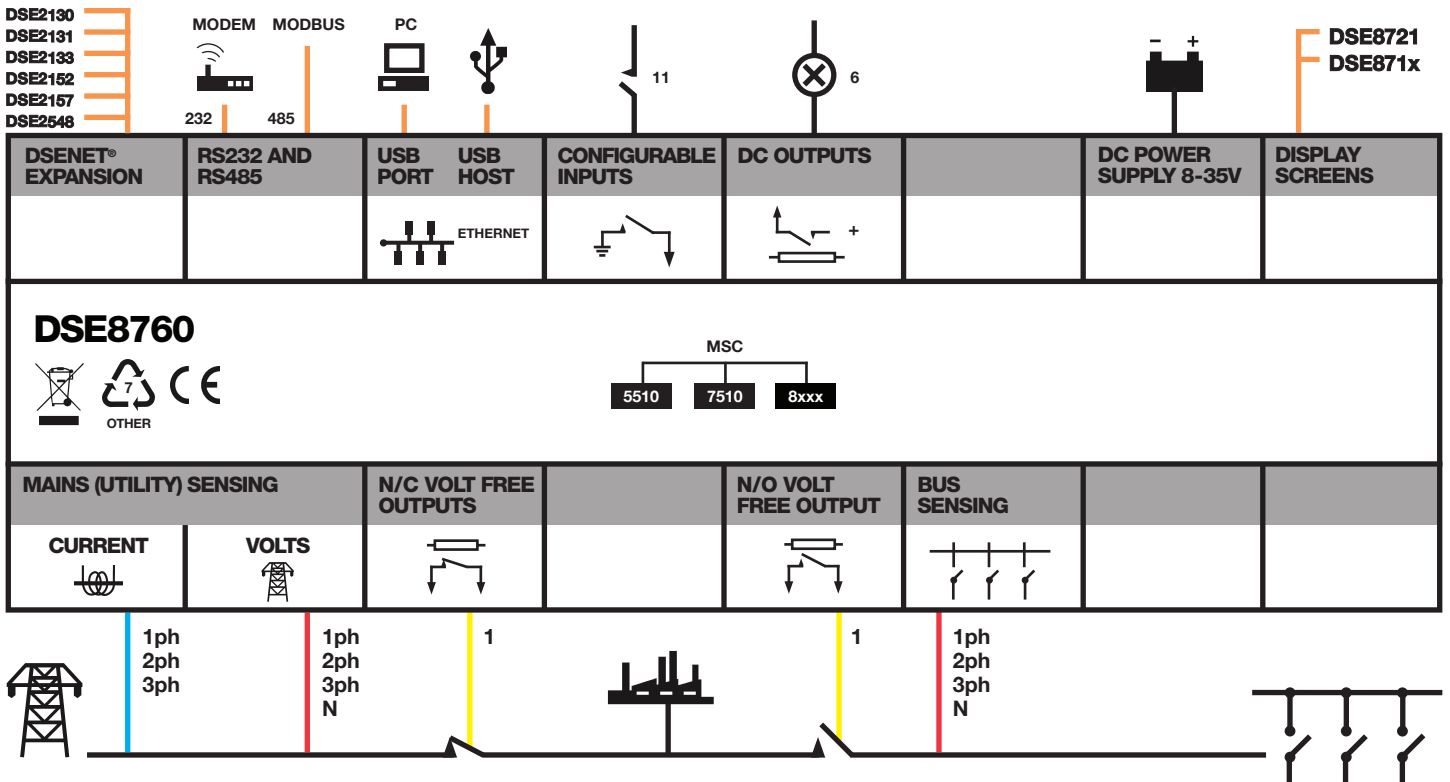 DSE2130
DSE2131
DSE2133
DSE2152
DSE2157
DSE2548
MODEM
MODBUS
PC
232
485
11
6
- +
DSE8721
DSE871x
DSENET®
EXPANSION
RS232 AND
RS485
USB
PORT
USB
HOST
CONFIGURABLE
INPUTS
DC OUTPUTS
DC POWER
SUPPLY 8-35V
DISPLAY
SCREENS
ETHERNET
+
DSE8760
7
OTHER
CE
MSC
5510
7510
8xxx
MAINS (UTILITY) SENSING
N/C VOLT FREE
OUTPUTS
N/O VOLT
FREE OUTPUT
BUS
SENSING
CURRENT
VOLTS
1ph
2ph
3ph
1ph
2ph
3ph
N
1
1
1ph
2ph
3ph
N